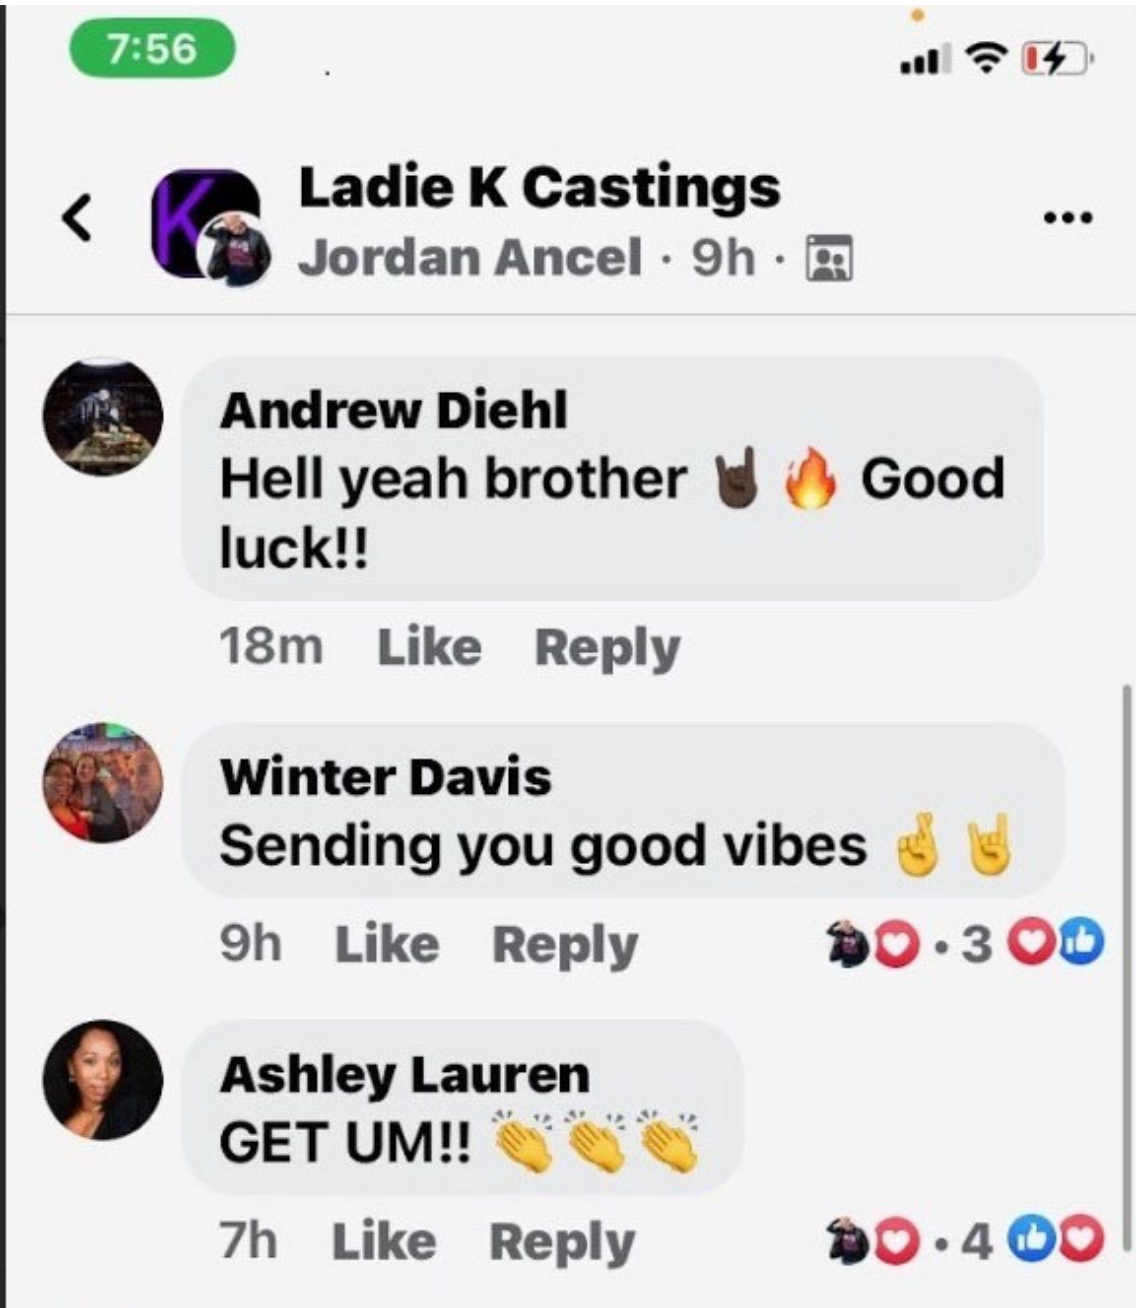 7:56
Ladie K Castings
Jordan Ancel · 9h ·
Andrew Diehl
Hell yeah brother 🤘🏿 🔥 Good
luck!!
18m Like Reply
Winter Davis
Sending you good vibes 🤞 🤘
9h Like Reply · 3
Ashley Lauren
GET UM!! 👏👏👏
7h Like Reply · 4